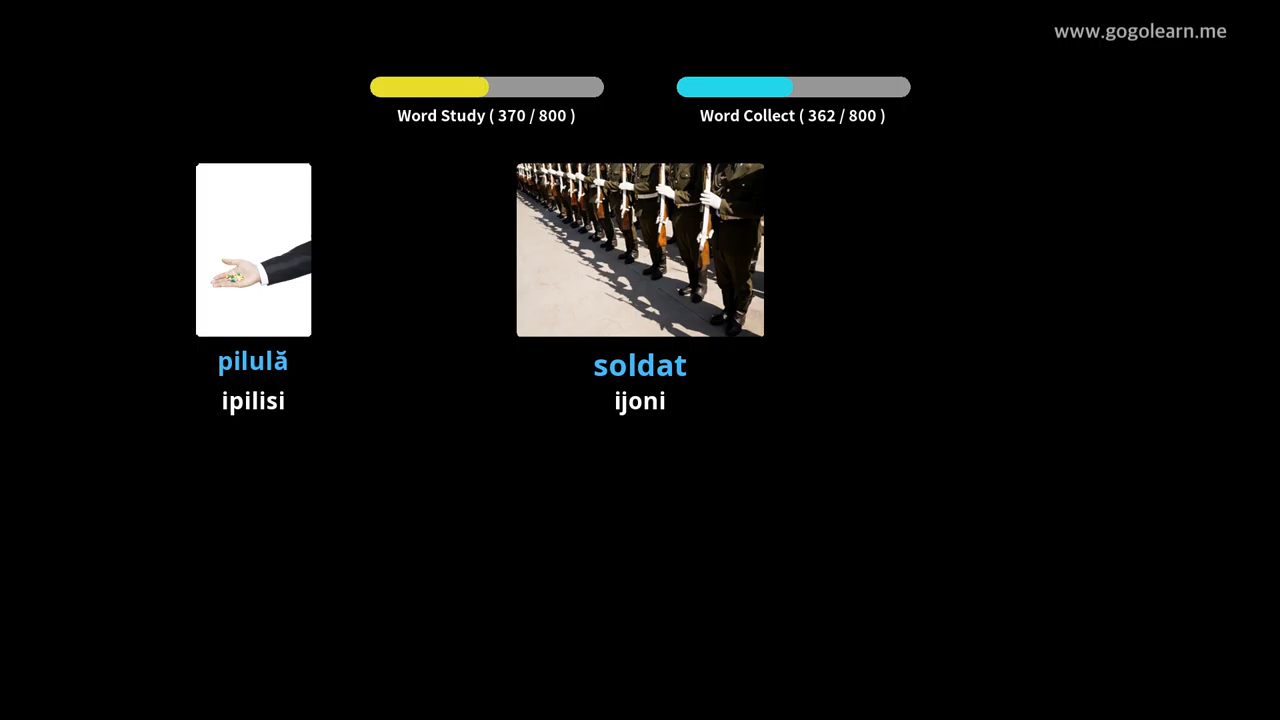 www.gogolearn.me
Word Study ( 370 / 800 )
Word Collect ( 362 / 800 )
pilulă
ipilisi
soldat
ijoni